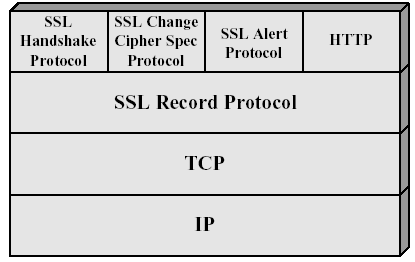 SSL
Handshake
Protocol
SSL Change
Cipher Spec
Protocol
SSL Alert
Protocol
HTTP
SSL Record Protocol
TCP
IP